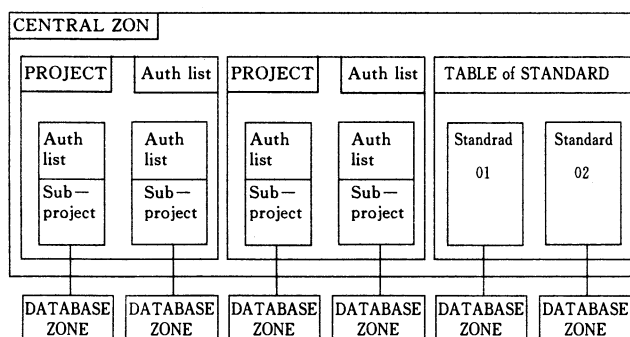 CENTRAL ZON
PROJECT
Auth list
PROJECT
Auth list
TABLE of STANDARD
Auth
list
Sub—
project
Auth
list
Sub—
project
Auth
list
Sub—
project
Auth
list
Sub—
project
Standrad
01
Standard
02
DATABASE
ZONE
DATABASE
ZONE
DATABASE
ZONE
DATABASE
ZONE
DATABASE
ZONE
DATABASE
ZONE